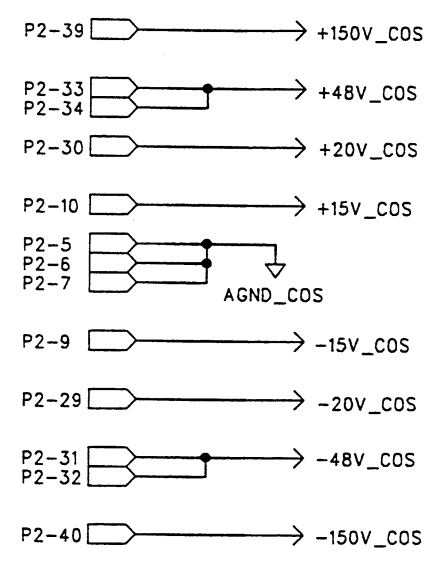 P2-39 +150V_COS
P2-33 +48V_COS
P2-34
P2-30 +20V_COS
P2-10 +15V_COS
P2-5
P2-6
P2-7
AGND_COS
P2-9 -15V_COS
P2-29 -20V_COS
P2-31 -48V_COS
P2-32
P2-40 -150V_COS